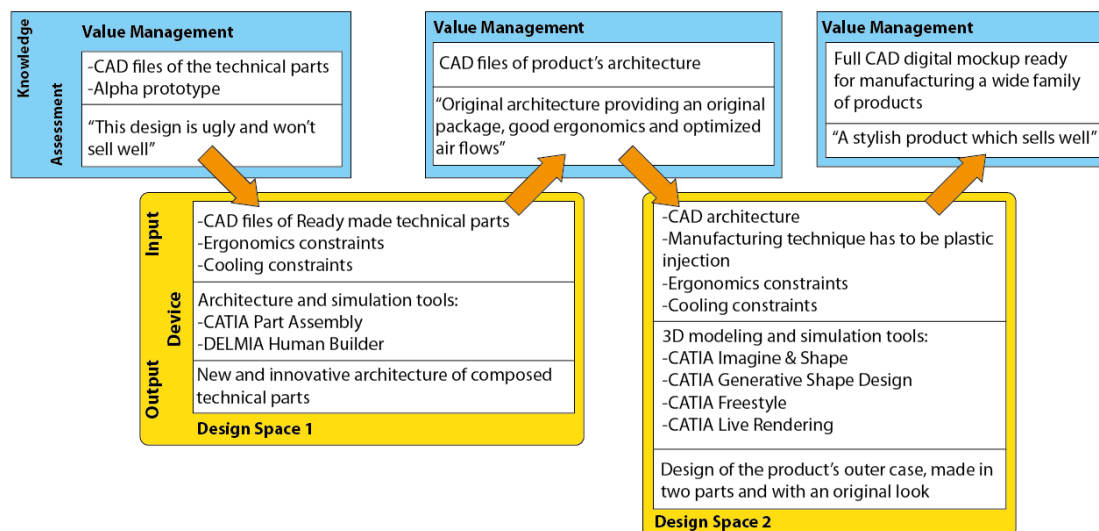 Knowledge
Assessment
Value Management
-CAD files of the technical parts
-Alpha prototype
“This design is ugly and won’t
sell well”
Value Management
CAD files of product’s architecture
“Original architecture providing an original
package, good ergonomics and optimized
air flows”
Value Management
Full CAD digital mockup ready
for manufacturing a wide family
of products
“A stylish product which sells well”
Input
Device
Output
-CAD files of Ready made technical parts
-Ergonomics constraints
-Cooling constraints
Architecture and simulation tools:
-CATIA Part Assembly
-DELMIA Human Builder
New and innovative architecture of composed
technical parts
Design Space 1
-CAD architecture
-Manufacturing technique has to be plastic
injection
-Ergonomics constraints
-Cooling constraints
3D modeling and simulation tools:
-CATIA Imagine & Shape
-CATIA Generative Shape Design
-CATIA Freestyle
-CATIA Live Rendering
Design of the product’s outer case, made in
two parts and with an original look
Design Space 2